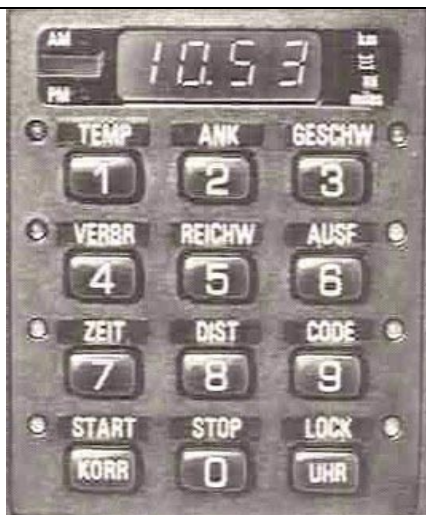 AM 10.53 km
PM miles
TEMP ANK GESCHW
1 2 3
VERBR REICHW AUSF
4 5 6
ZEIT DIST CODE
7 8 9
START STOP LOCK
KORR 0 UHR